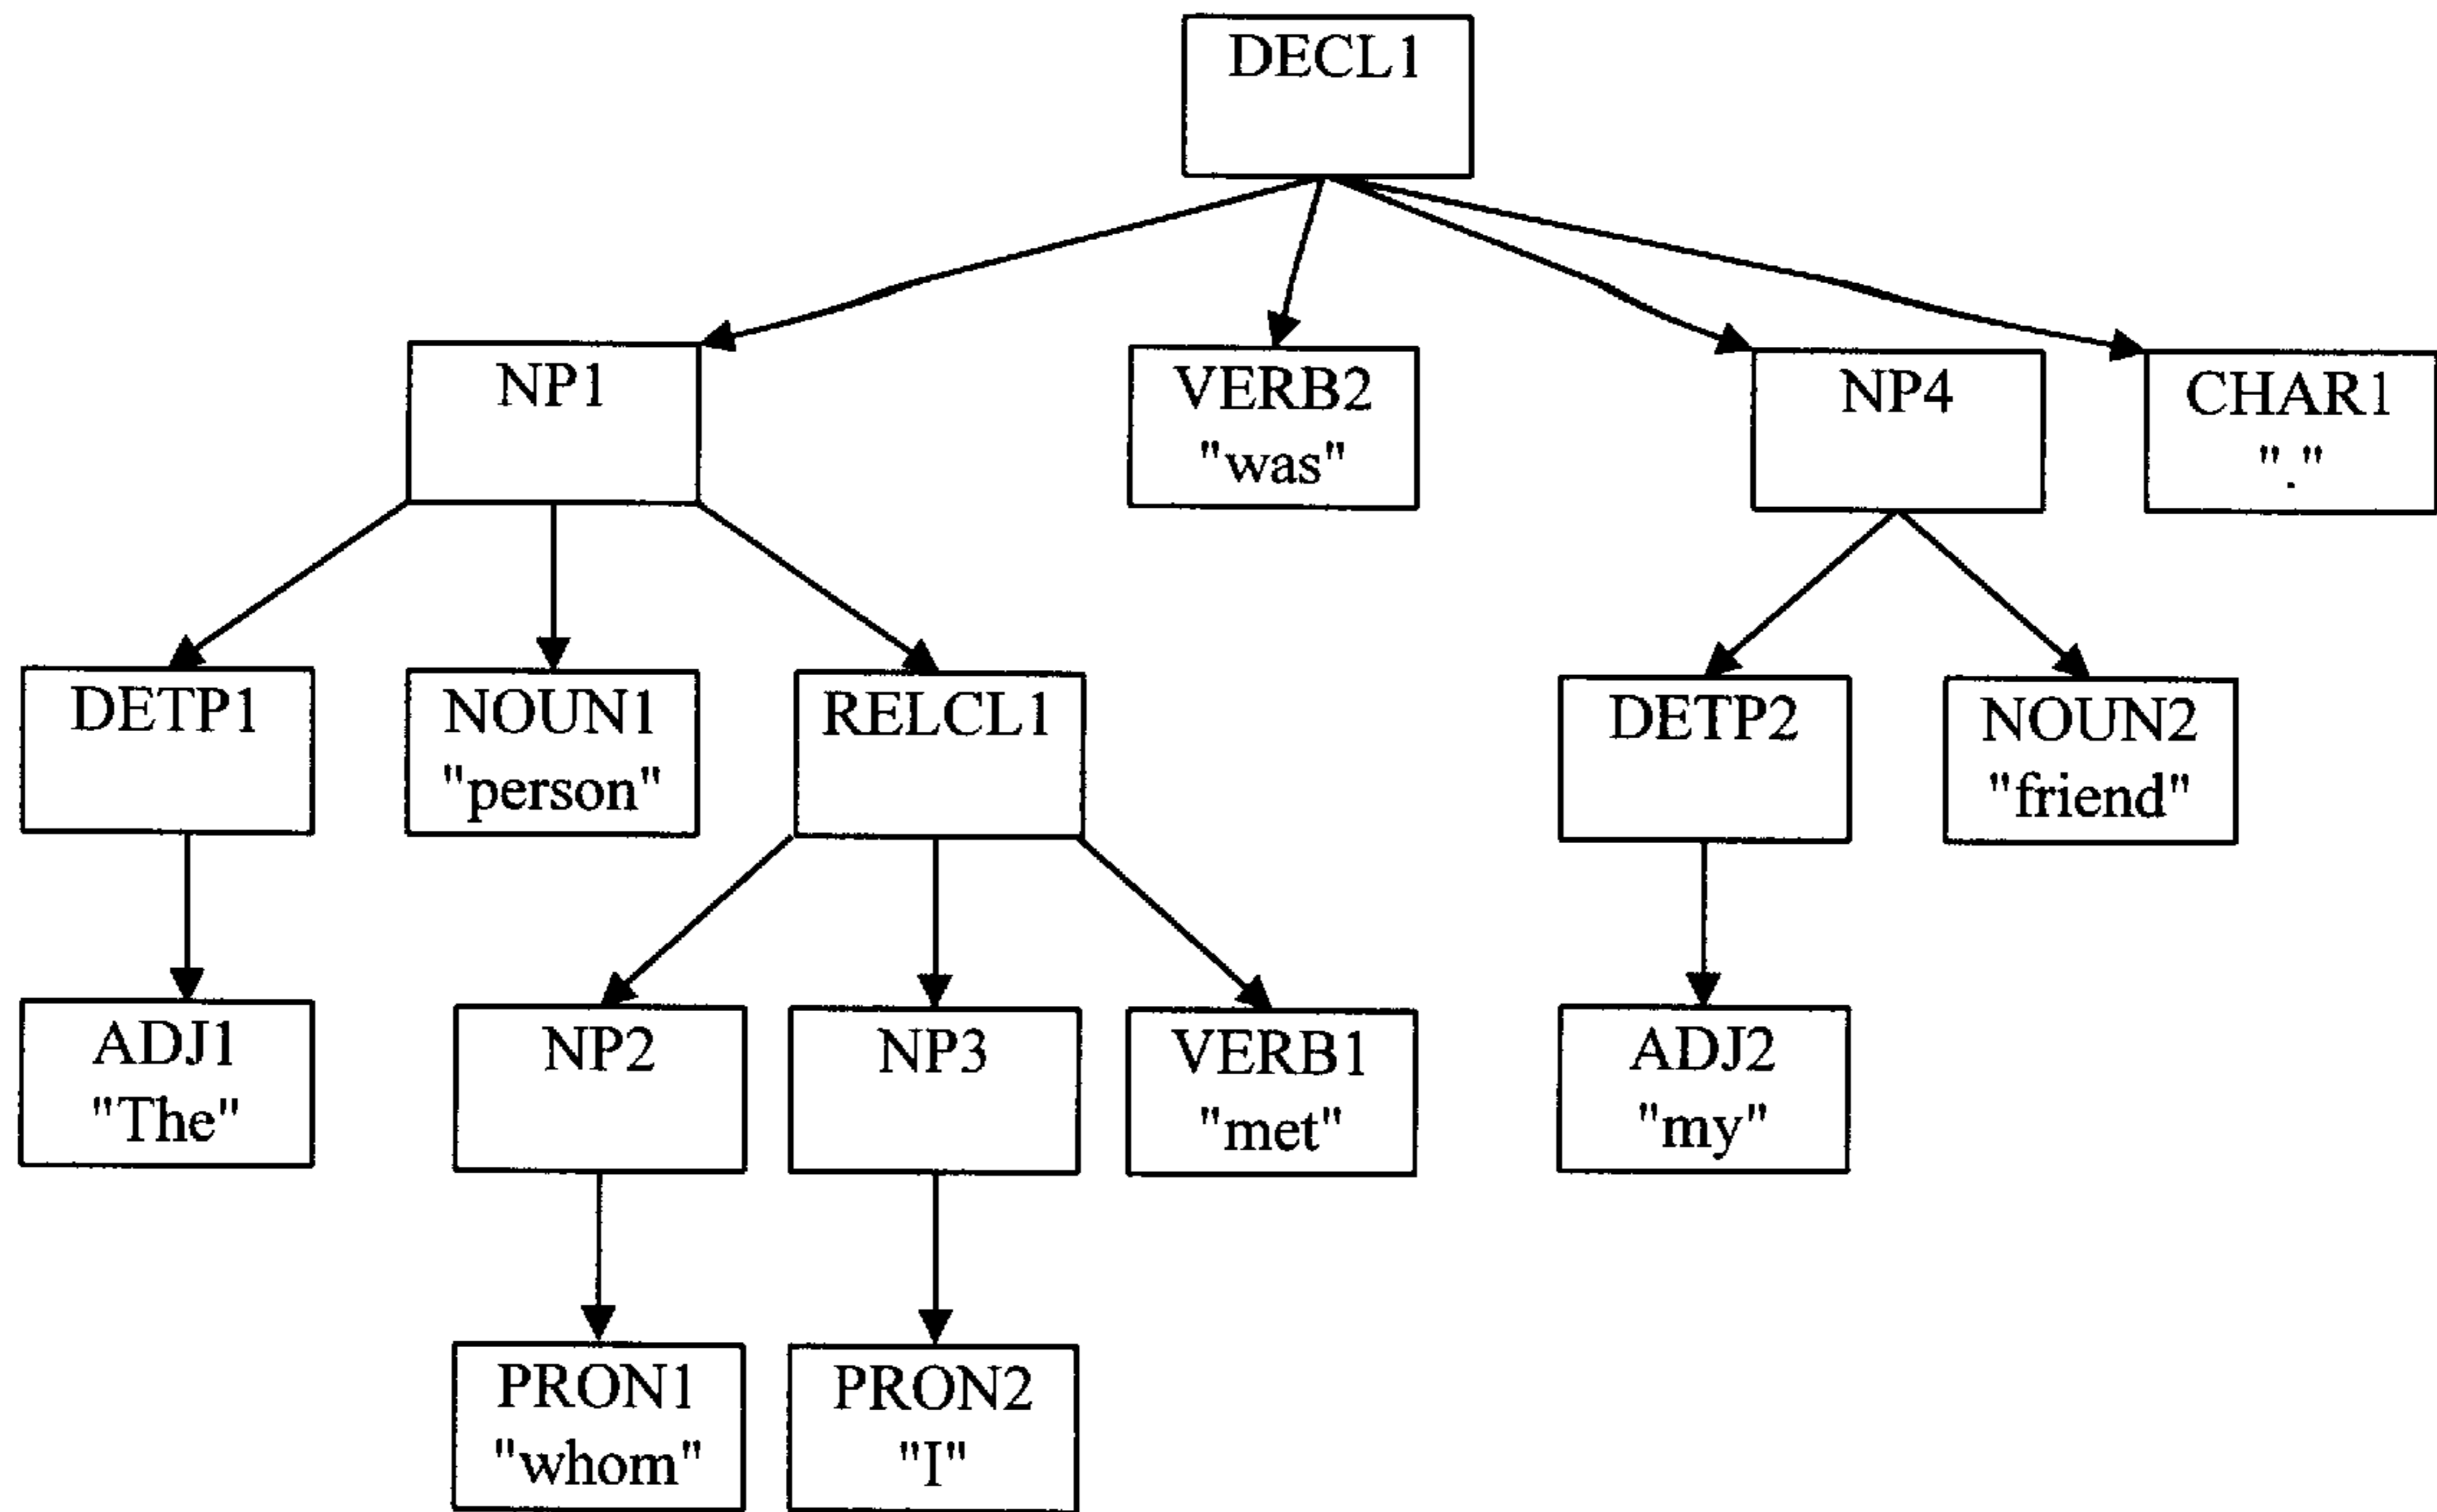 DECL1
NP1
VERB2
"was"
NP4
CHAR1
"."
DETP1
NOUN1
"person"
RELCL1
DETP2
NOUN2
"friend"
ADJ1
"The"
NP2
NP3
VERB1
"met"
ADJ2
"my"
PRON1
"whom"
PRON2
"I"